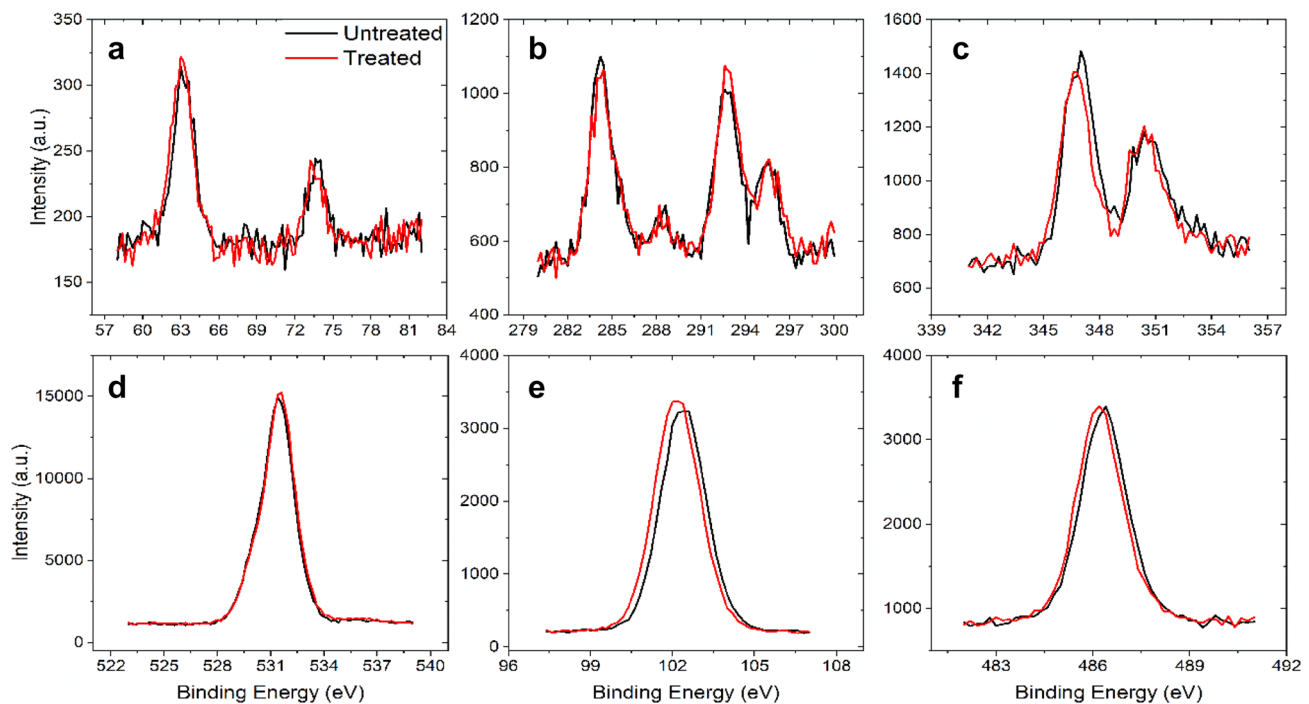 a
Untreated
Treated
350
300
250
200
150
Intensity (a.u.)
57 60 63 66 69 72 75 78 81 84
b
1200
1000
800
600
400
279 282 285 288 291 294 297 300
c
1600
1400
1200
1000
800
600
339 342 345 348 351 354 357
d
15000
10000
5000
0
Intensity (a.u.)
522 525 528 531 534 537 540
Binding Energy (eV)
e
4000
3000
2000
1000
0
96 99 102 105 108
Binding Energy (eV)
f
4000
3000
2000
1000
483 486 489 492
Binding Energy (eV)